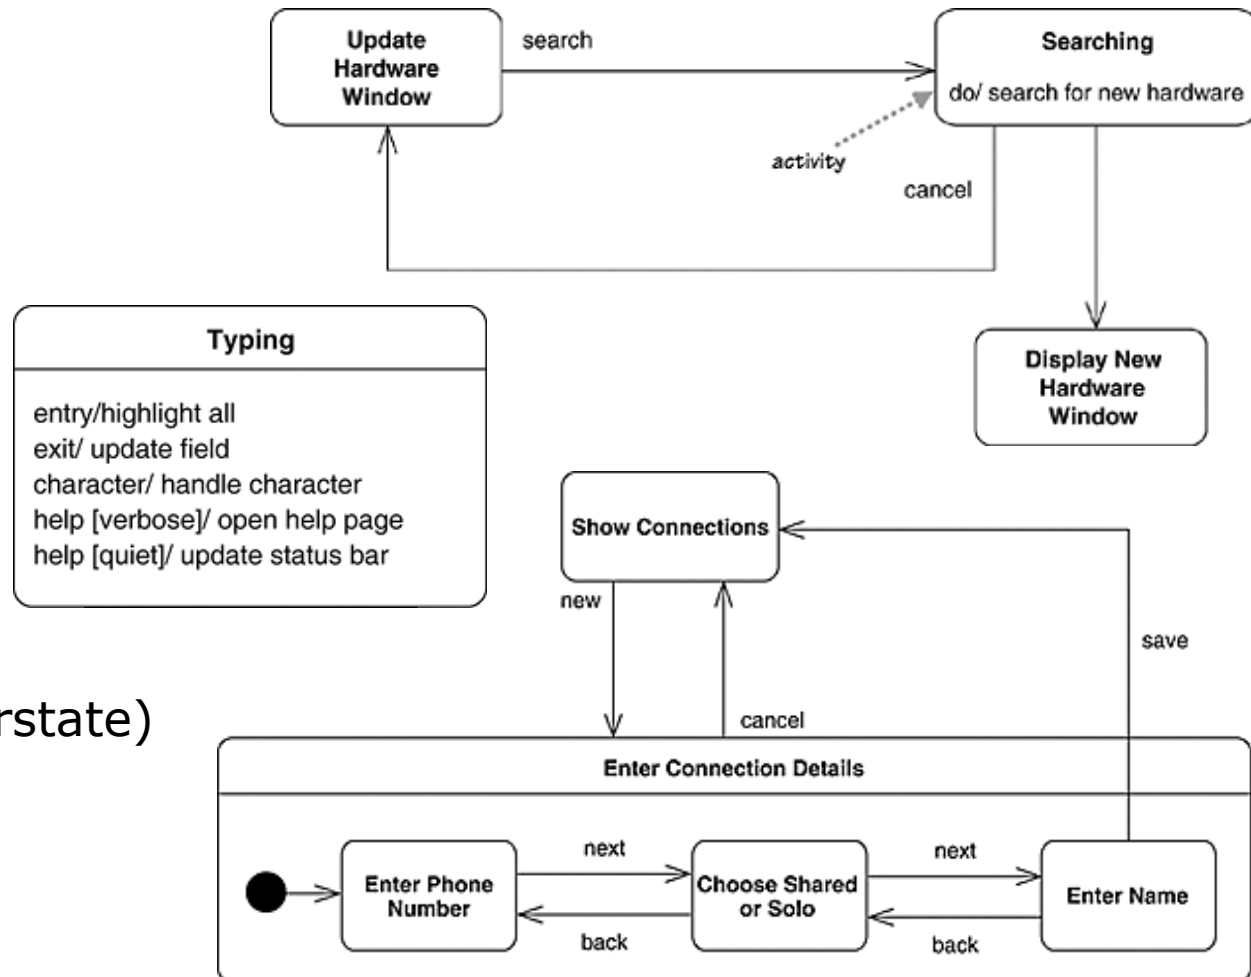 Update
Hardware
Window
search
Searching
do/ search for new hardware
activity
cancel
Display New
Hardware
Window
Typing
entry/highlight all
exit/ update field
character/ handle character
help [verbose]/ open help page
help [quiet]/ update status bar
Show Connections
new
save
rstate)
cancel
Enter Connection Details
Enter Phone
Number
next
back
Choose Shared
or Solo
next
back
Enter Name